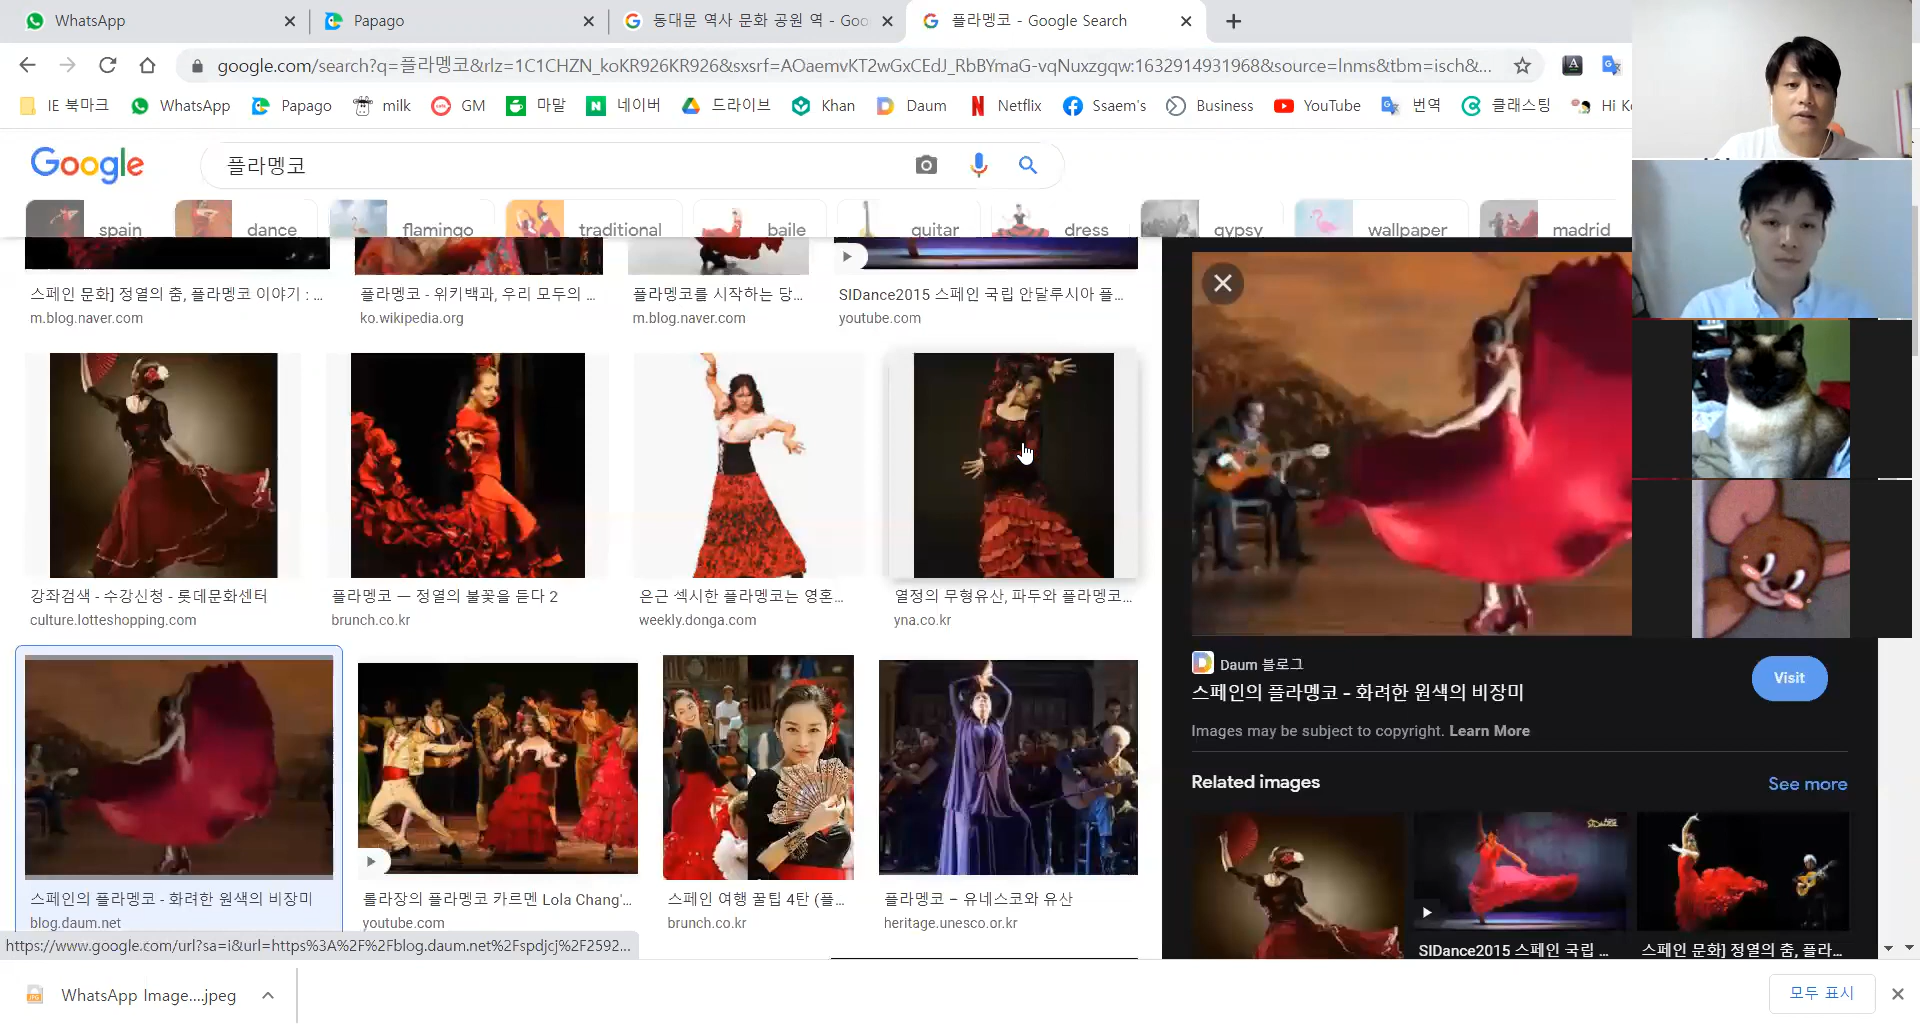 WhatsApp
Papago
동대문 역사 문화 공원 역 - Goo
플라멩코 - Google Search
google.com/search?q=플라멩코&rlz=1C1CHZN_koKR926KR926&sxsrf=AOaemvKT2wGxCEdJ_RbBYmaG-vqNuxzgqw:1632914931968&source=lnms&tbm=isch&...
IE 북마크
WhatsApp
Papago
milk
GM
마말
네이버
드라이브
Khan
Daum
Netflix
Ssaem's
Business
YouTube
번역
클래스팅
Hi Ko
Google
플라멩코
spain
dance
flamingo
traditional
baile
guitar
dress
gypsy
wallpaper
madrid
스페인 문화] 정열의 춤, 플라멩코 이야기 : ...
m.blog.naver.com
플라멩코 - 위키백과, 우리 모두의 ...
ko.wikipedia.org
플라멩코를 시작하는 당...
m.blog.naver.com
SIDance2015 스페인 국립 안달루시아 플...
youtube.com
강좌검색 - 수강신청 - 롯데문화센터
culture.lotteshopping.com
플라멩코 — 정열의 불꽃을 듣다 2
brunch.co.kr
은근 섹시한 플라멩코는 영혼...
weekly.donga.com
열정의 무형유산, 파두와 플라멩코...
yna.co.kr
스페인의 플라멩코 - 화려한 원색의 비장미
blog.daum.net
롤라장의 플라멩코 카르멘 Lola Chang'...
youtube.com
스페인 여행 꿀팁 4탄 (플...
brunch.co.kr
플라멩코 – 유네스코와 유산
heritage.unesco.or.kr
Daum 블로그
스페인의 플라멩코 - 화려한 원색의 비장미
Visit
Images may be subject to copyright. Learn More
Related images
See more
SIDance2015 스페인 국립 ...
스페인 문화] 정열의 춤, 플라...
https://www.google.com/url?sa=i&url=https%3A%2F%2Fblog.daum.net%2Fspdjcj%2F2592...
WhatsApp Image....jpeg
모두 표시